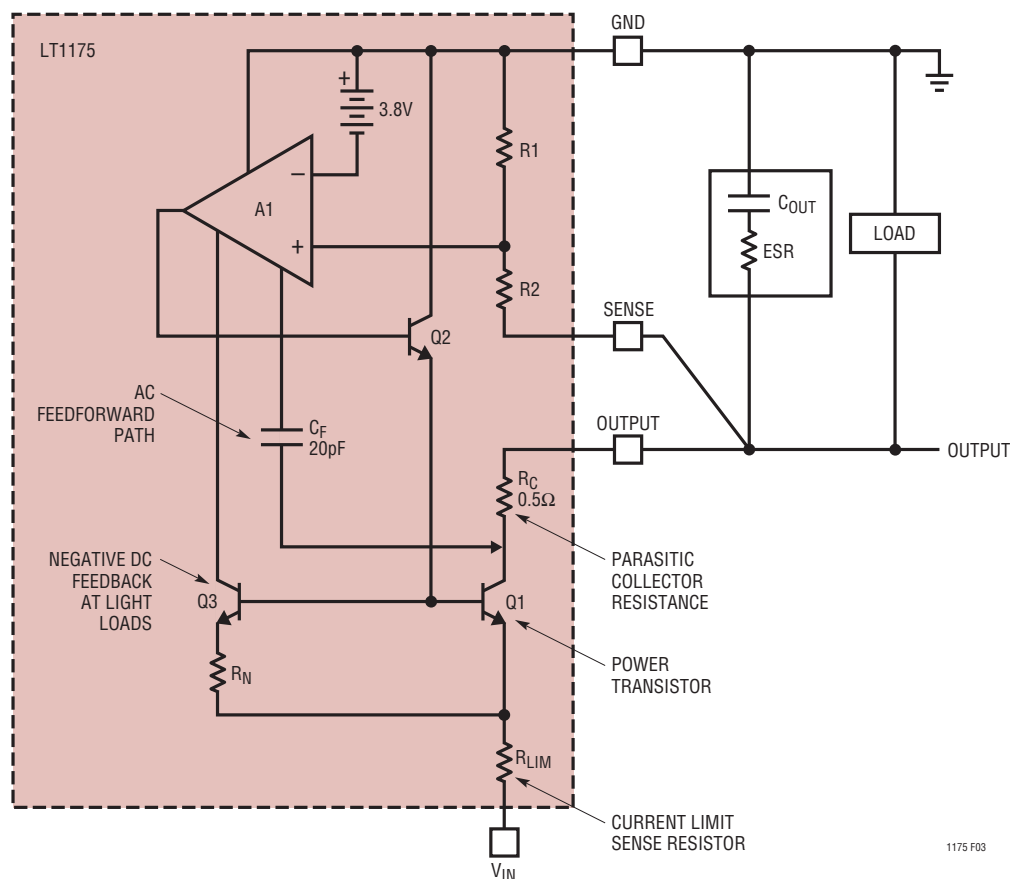 LT1175
GND
+
3.8V
R1
−
A1
+
COUT
ESR
LOAD
R2
SENSE
Q2
AC
FEEDFORWARD
PATH
CF
20pF
OUTPUT
OUTPUT
RC
0.5Ω
NEGATIVE DC
FEEDBACK
AT LIGHT
LOADS
PARASITIC
COLLECTOR
RESISTANCE
Q3
Q1
RN
POWER
TRANSISTOR
RLIM
CURRENT LIMIT
SENSE RESISTOR
VIN
1175 F03